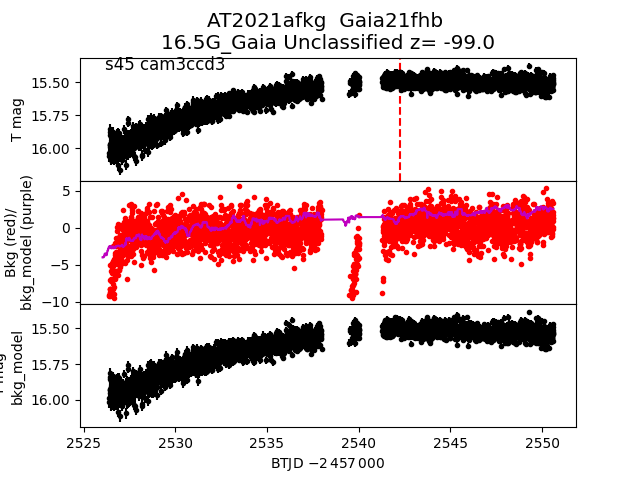 AT2021afkg  Gaia21fhb
16.5G_Gaia Unclassified z= -99.0
s45 cam3ccd3
15.50
15.75
16.00
T mag
5
0
−5
−10
Bkg (red)/
bkg_model (purple)
15.50
15.75
16.00
mag
bkg_model
2525
2530
2535
2540
2545
2550
BTJD −2 457 000